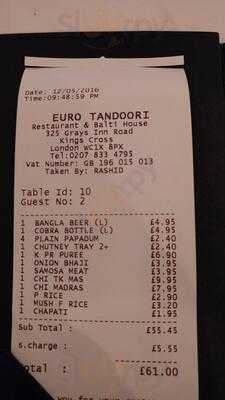 Date: 12/05/2016
Time:09:48:59 PM
EURO TANDOORI
Restaurant & Balti House
325 Grays Inn Road
Kings Cross
London WC1X 8PX
Tel:0207 833 4795
Vat Number: GB 196 015 013
Taken By: RASHID
Table Id: 10
Guest No: 2
1 BANGLA BEER (L) £4.95
1 COBRA BOTTLE (L) £4.95
4 PLAIN PAPADUM £2.40
1 CHUTNEY TRAY 2+ £2.40
1 K PR PUREE £6.90
1 ONION BHAJI £3.95
1 SAMOSA MEAT £3.95
1 CHI TK MAS £9.95
1 CHI MADRAS £7.95
1 P RICE £2.90
1 MUSH F RICE £3.20
1 CHAPATI £1.95
Sub Total : £55.45
s.charge : £5.55
Total : £61.00